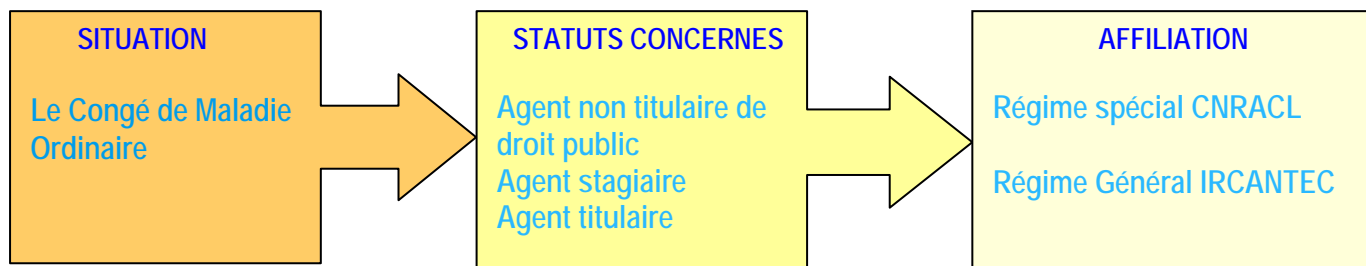 SITUATION
Le Congé de Maladie
Ordinaire
STATUTS CONCERNES
Agent non titulaire de
droit public
Agent stagiaire
Agent titulaire
AFFILIATION
Régime spécial CNRACL
Régime Général IRCANTEC